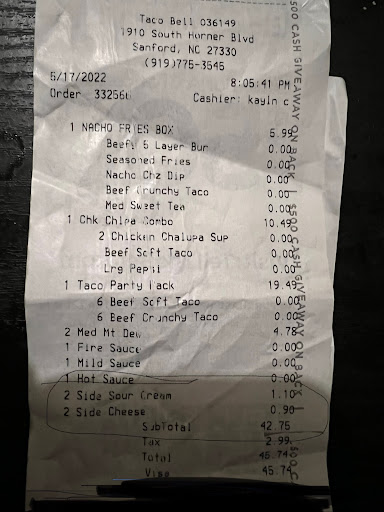 Taco Bell 036149
1910 South Horner Blvd
Sanford, NC 27330
(919)775-3545
5/17/2022 8:05:41 PM
Order 332566 Cashier: kayln c
1 NACHO FRIES BOX 6.99
Beefy 5 Layer Bur 0.00
Seasoned Fries 0.00
Nacho Chz Dip 0.00
Beef Crunchy Taco 0.00
Med Sweet Tea 0.00
1 Chk Chlpa Combo 10.49
2 Chicken Chalupa Sup 0.00
Beef Soft Taco 0.00
Lrg Pepsi 0.00
1 Taco Party Pack 19.49
6 Beef Soft Taco 0.00
6 Beef Crunchy Taco 0.00
2 Med Mt Dew 4.78
1 Fire Sauce 0.00
1 Mild Sauce 0.00
1 Hot Sauce 0.00
2 Side Sour Cream 1.10
2 Side Cheese 0.90
SubTotal 42.75
Tax 2.99
Total 45.74
Visa 45.74
$500 CASH GIVEAWAY ON BACK | $500 CASH GIVEAWAY ON BACK | $500 C